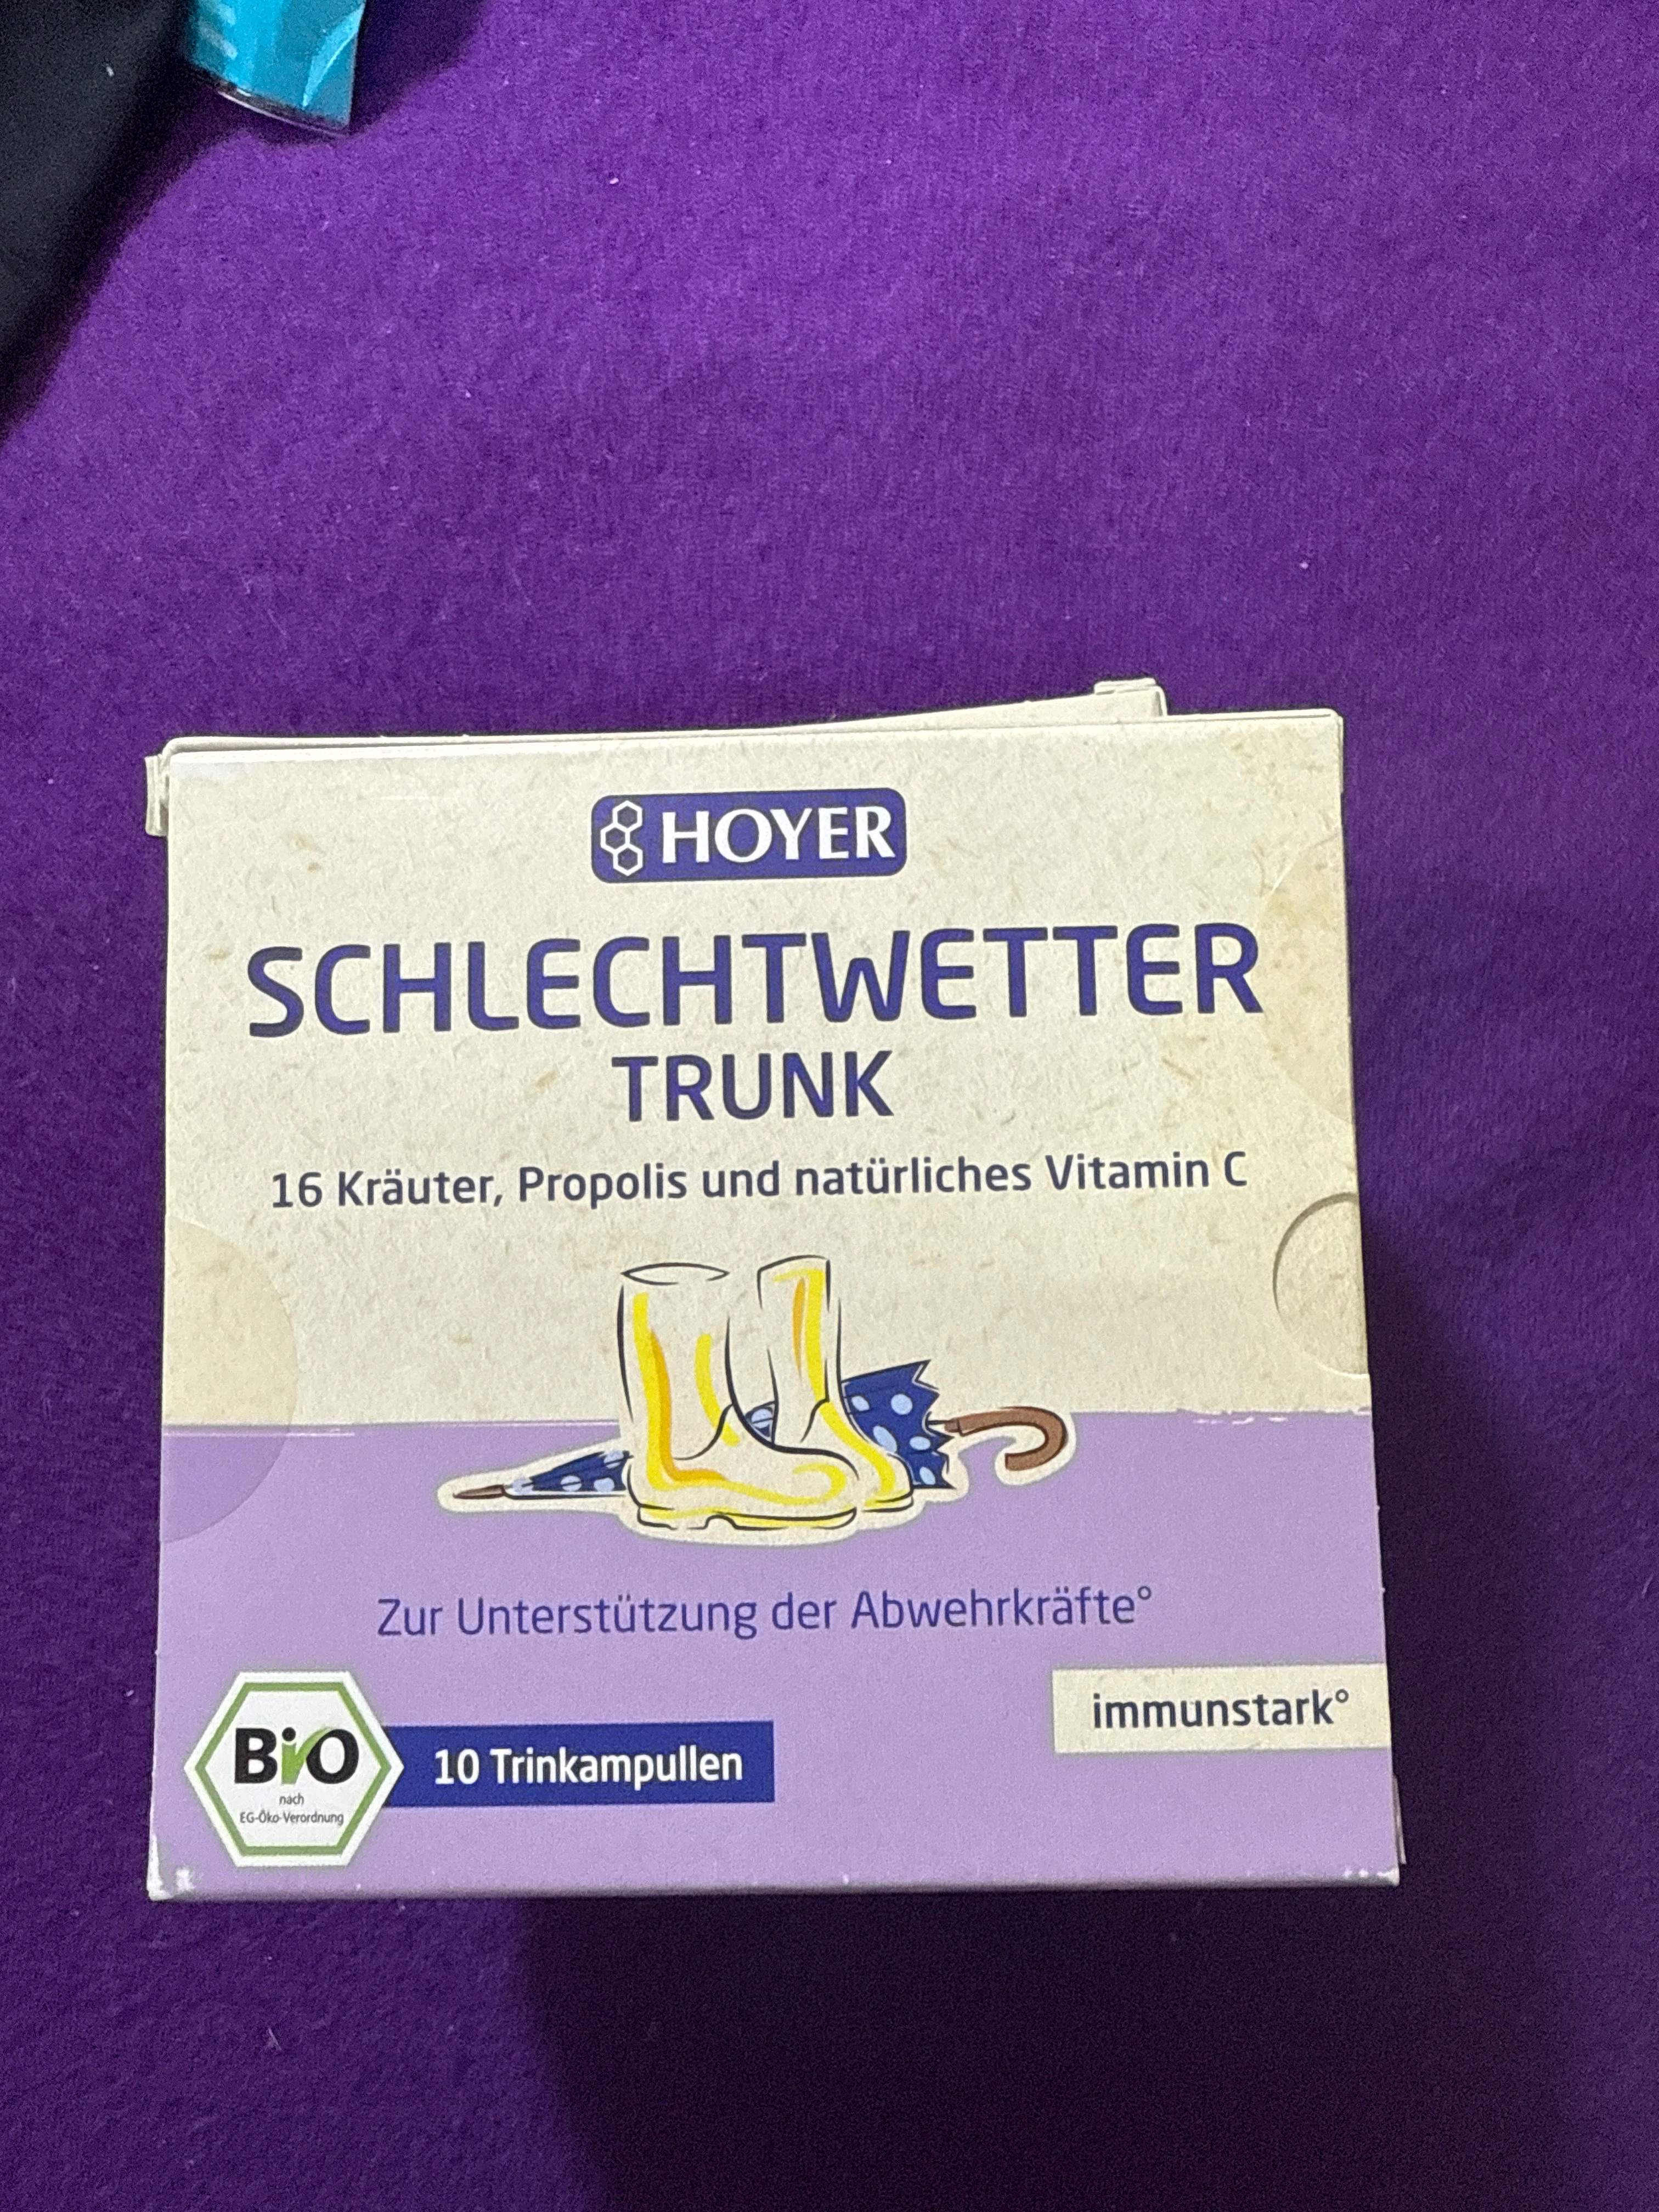 HOYER
SCHLECHTWETTER
TRUNK
16 Kräuter, Propolis und natürliches Vitamin C
Zur Unterstützung der Abwehrkräfte°
immunstark°
BiO
nach
EG-Öko-Verordnung
10 Trinkampullen